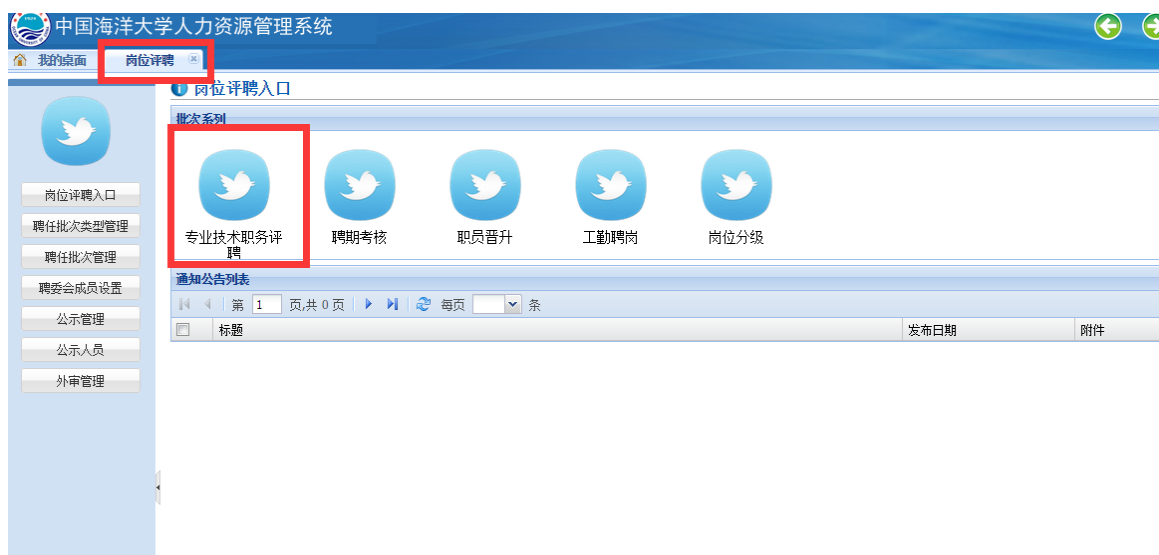 中国海洋大学人力资源管理系统
我的桌面 岗位评聘
岗位评聘入口
批次系列
专业技术职务评
聘
聘期考核
职员晋升
工勤聘岗
岗位分级
岗位评聘入口
聘任批次类型管理
聘任批次管理
聘委会成员设置
公示管理
公示人员
外审管理
通知公告列表
第 1 页,共 0 页 每页 条
标题 发布日期 附件